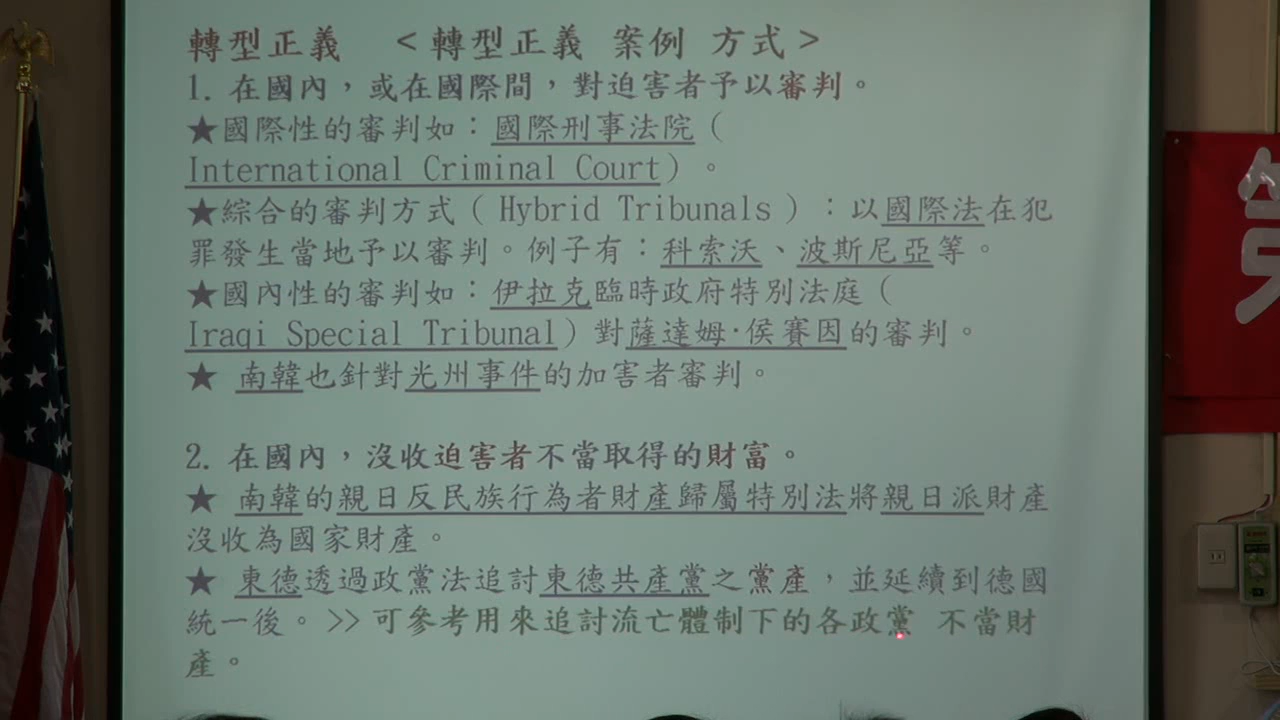 轉型正義 <轉型正義 案例 方式>
1. 在國內，或在國際間，對迫害者予以審判。
★國際性的審判如：國際刑事法院（
International Criminal Court）。
★綜合的審判方式（Hybrid Tribunals）：以國際法在犯
罪發生當地予以審判。例子有：科索沃、波斯尼亞等。
★國內性的審判如：伊拉克臨時政府特別法庭（
Iraqi Special Tribunal）對薩達姆·侯賽因的審判。
★ 南韓也針對光州事件的加害者審判。
2. 在國內，沒收迫害者不當取得的財富。
★ 南韓的親日反民族行為者財產歸屬特別法將親日派財產
沒收為國家財產。
★ 東德透過政黨法追討東德共產黨之黨產，並延續到德國
統一後。>>可參考用來追討流亡體制下的各政黨 不當財
產。